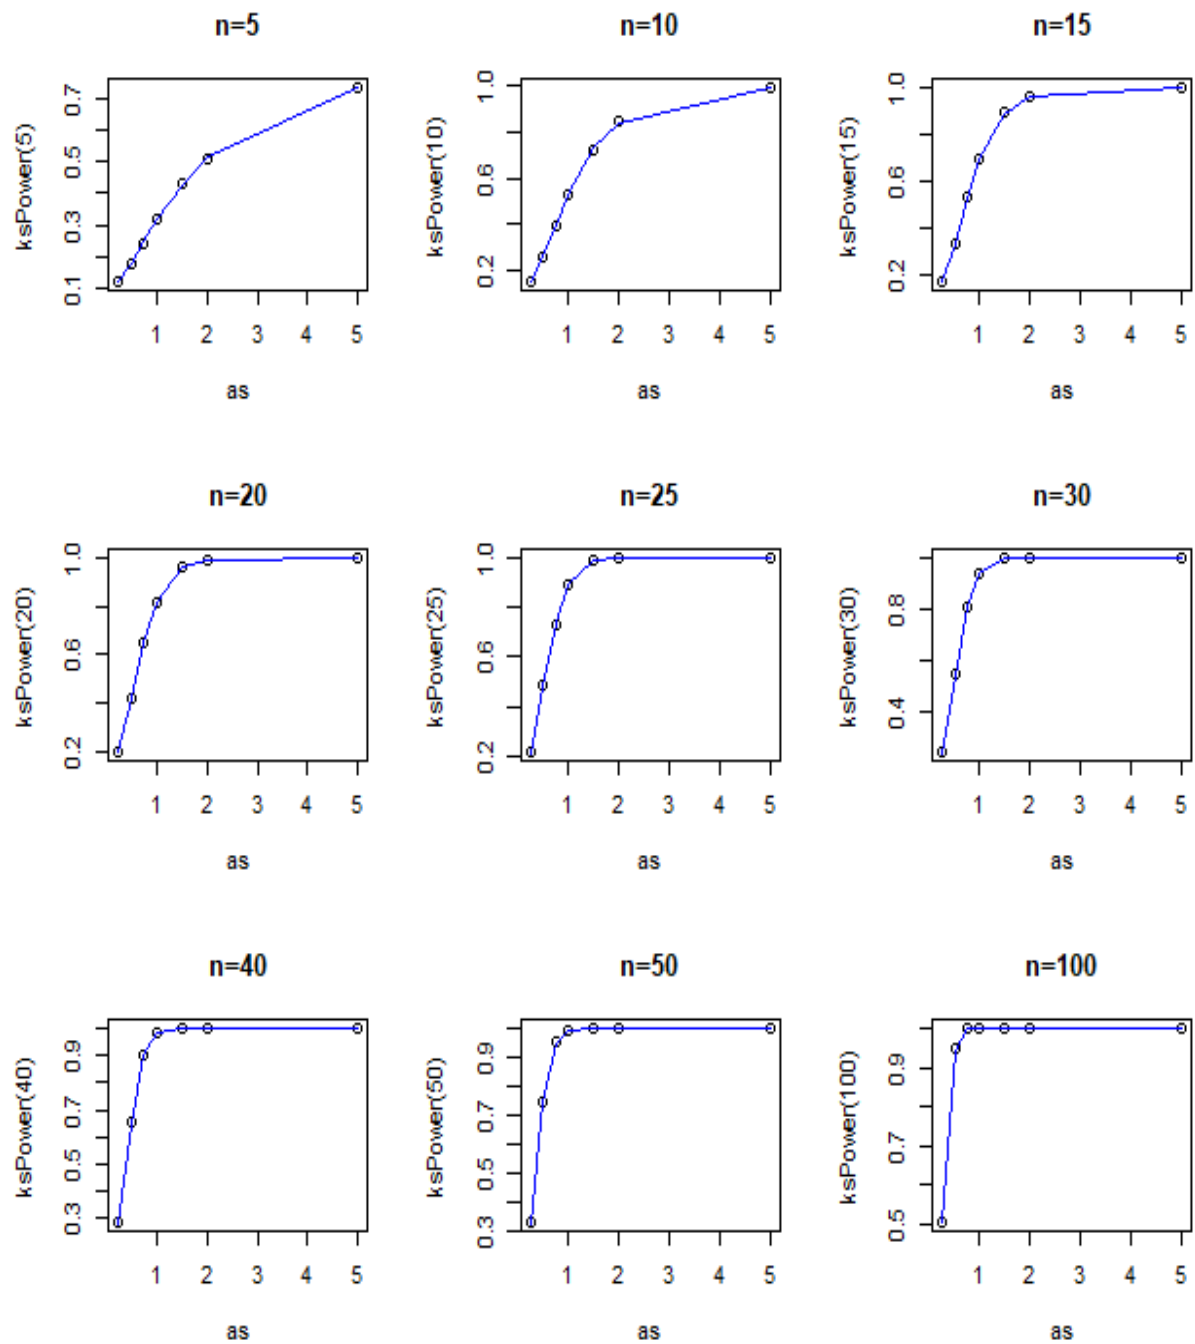 n=5
ksPower(5)
0.7
0.5
0.3
0.1
1 2 3 4 5
as
n=10
ksPower(10)
1.0
0.6
0.2
1 2 3 4 5
as
n=15
ksPower(15)
1.0
0.6
0.2
1 2 3 4 5
as
n=20
ksPower(20)
1.0
0.6
0.2
1 2 3 4 5
as
n=25
ksPower(25)
1.0
0.6
0.2
1 2 3 4 5
as
n=30
ksPower(30)
0.8
0.4
1 2 3 4 5
as
n=40
ksPower(40)
0.9
0.7
0.5
0.3
1 2 3 4 5
as
n=50
ksPower(50)
0.9
0.7
0.5
0.3
1 2 3 4 5
as
n=100
ksPower(100)
0.9
0.7
0.5
1 2 3 4 5
as